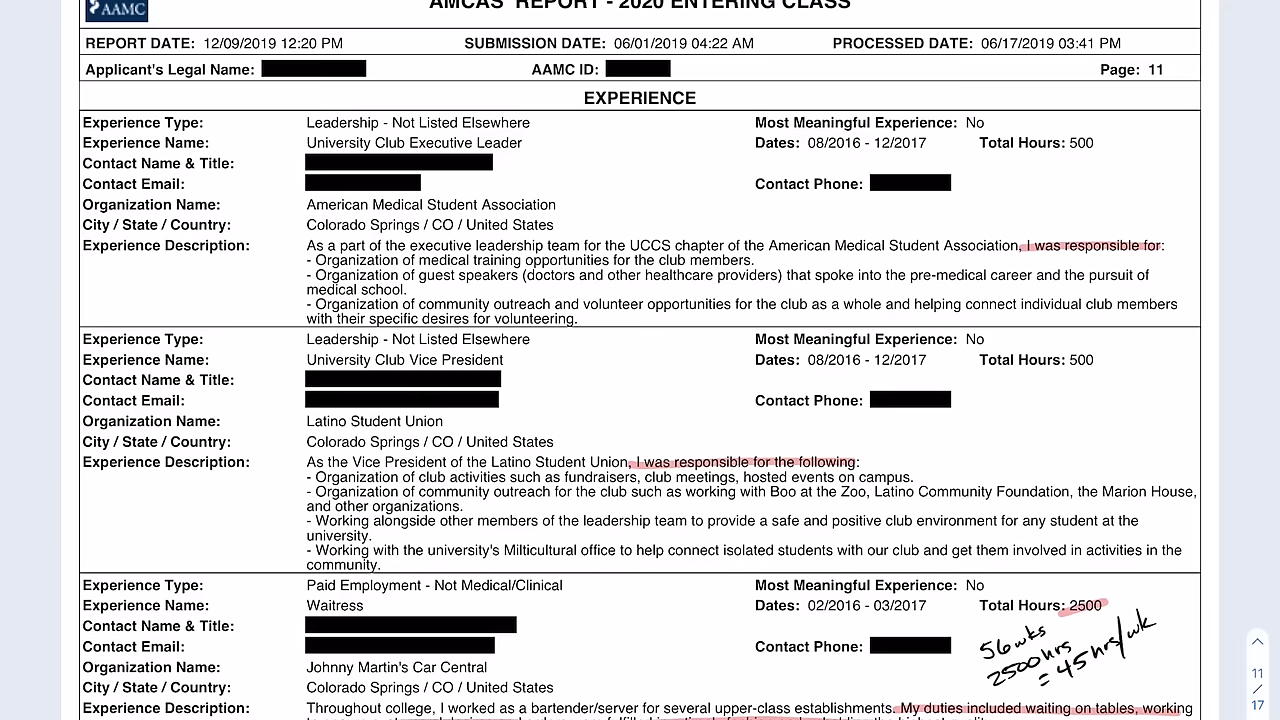 AAMC
AMCAS REPORT - 2020 ENTERING CLASS
REPORT DATE: 12/09/2019 12:20 PM SUBMISSION DATE: 06/01/2019 04:22 AM PROCESSED DATE: 06/17/2019 03:41 PM
Applicant's Legal Name: AAMC ID: Page: 11
EXPERIENCE
Experience Type: Leadership - Not Listed Elsewhere Most Meaningful Experience: No
Experience Name: University Club Executive Leader Dates: 08/2016 - 12/2017 Total Hours: 500
Contact Name & Title:
Contact Email: Contact Phone:
Organization Name: American Medical Student Association
City / State / Country: Colorado Springs / CO / United States
Experience Description: As a part of the executive leadership team for the UCCS chapter of the American Medical Student Association, I was responsible for:
- Organization of medical training opportunities for the club members.
- Organization of guest speakers (doctors and other healthcare providers) that spoke into the pre-medical career and the pursuit of
medical school.
- Organization of community outreach and volunteer opportunities for the club as a whole and helping connect individual club members
with their specific desires for volunteering.
Experience Type: Leadership - Not Listed Elsewhere Most Meaningful Experience: No
Experience Name: University Club Vice President Dates: 08/2016 - 12/2017 Total Hours: 500
Contact Name & Title:
Contact Email: Contact Phone:
Organization Name: Latino Student Union
City / State / Country: Colorado Springs / CO / United States
Experience Description: As the Vice President of the Latino Student Union, I was responsible for the following:
- Organization of club activities such as fundraisers, club meetings, hosted events on campus.
- Organization of community outreach for the club such as working with Boo at the Zoo, Latino Community Foundation, the Marion House,
and other organizations.
- Working alongside other members of the leadership team to provide a safe and positive club environment for any student at the
university.
- Working with the university's Milticultural office to help connect isolated students with our club and get them involved in activities in the
community.
Experience Type: Paid Employment - Not Medical/Clinical Most Meaningful Experience: No
Experience Name: Waitress Dates: 02/2016 - 03/2017 Total Hours: 2500
Contact Name & Title:
Contact Email: Contact Phone:
56 wks
2500 hrs
= 45 hrs/wk
Organization Name: Johnny Martin's Car Central
City / State / Country: Colorado Springs / CO / United States
Experience Description: Throughout college, I worked as a bartender/server for several upper-class establishments. My duties included waiting on tables, working
11
/
17